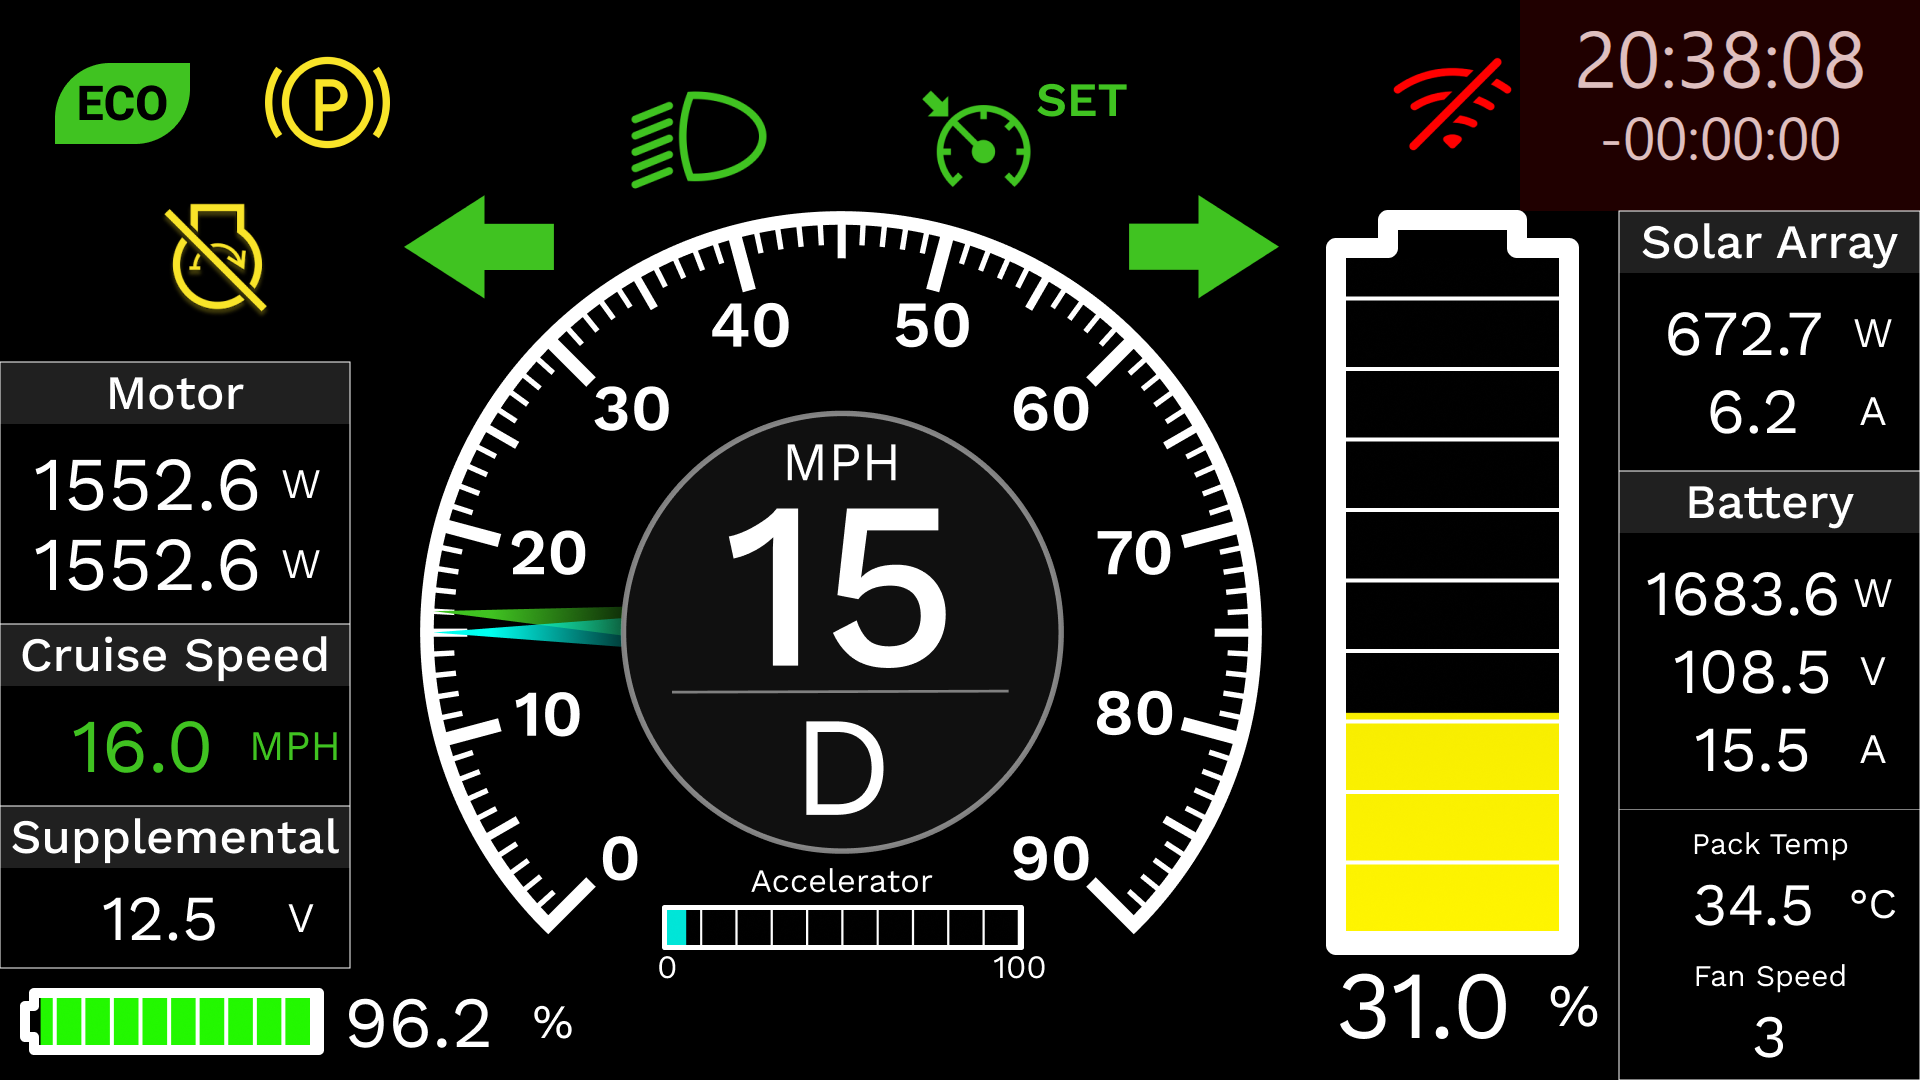 ECO
P
SET
20:38:08
-00:00:00
Motor
1552.6 W
1552.6 W
Cruise Speed
16.0 MPH
Supplemental
12.5 V
96.2 %
0
10
20
30
40
50
60
70
80
90
MPH
15
D
Accelerator
0 100
31.0 %
Solar Array
672.7 W
6.2 A
Battery
1683.6 W
108.5 V
15.5 A
Pack Temp
34.5 °C
Fan Speed
3